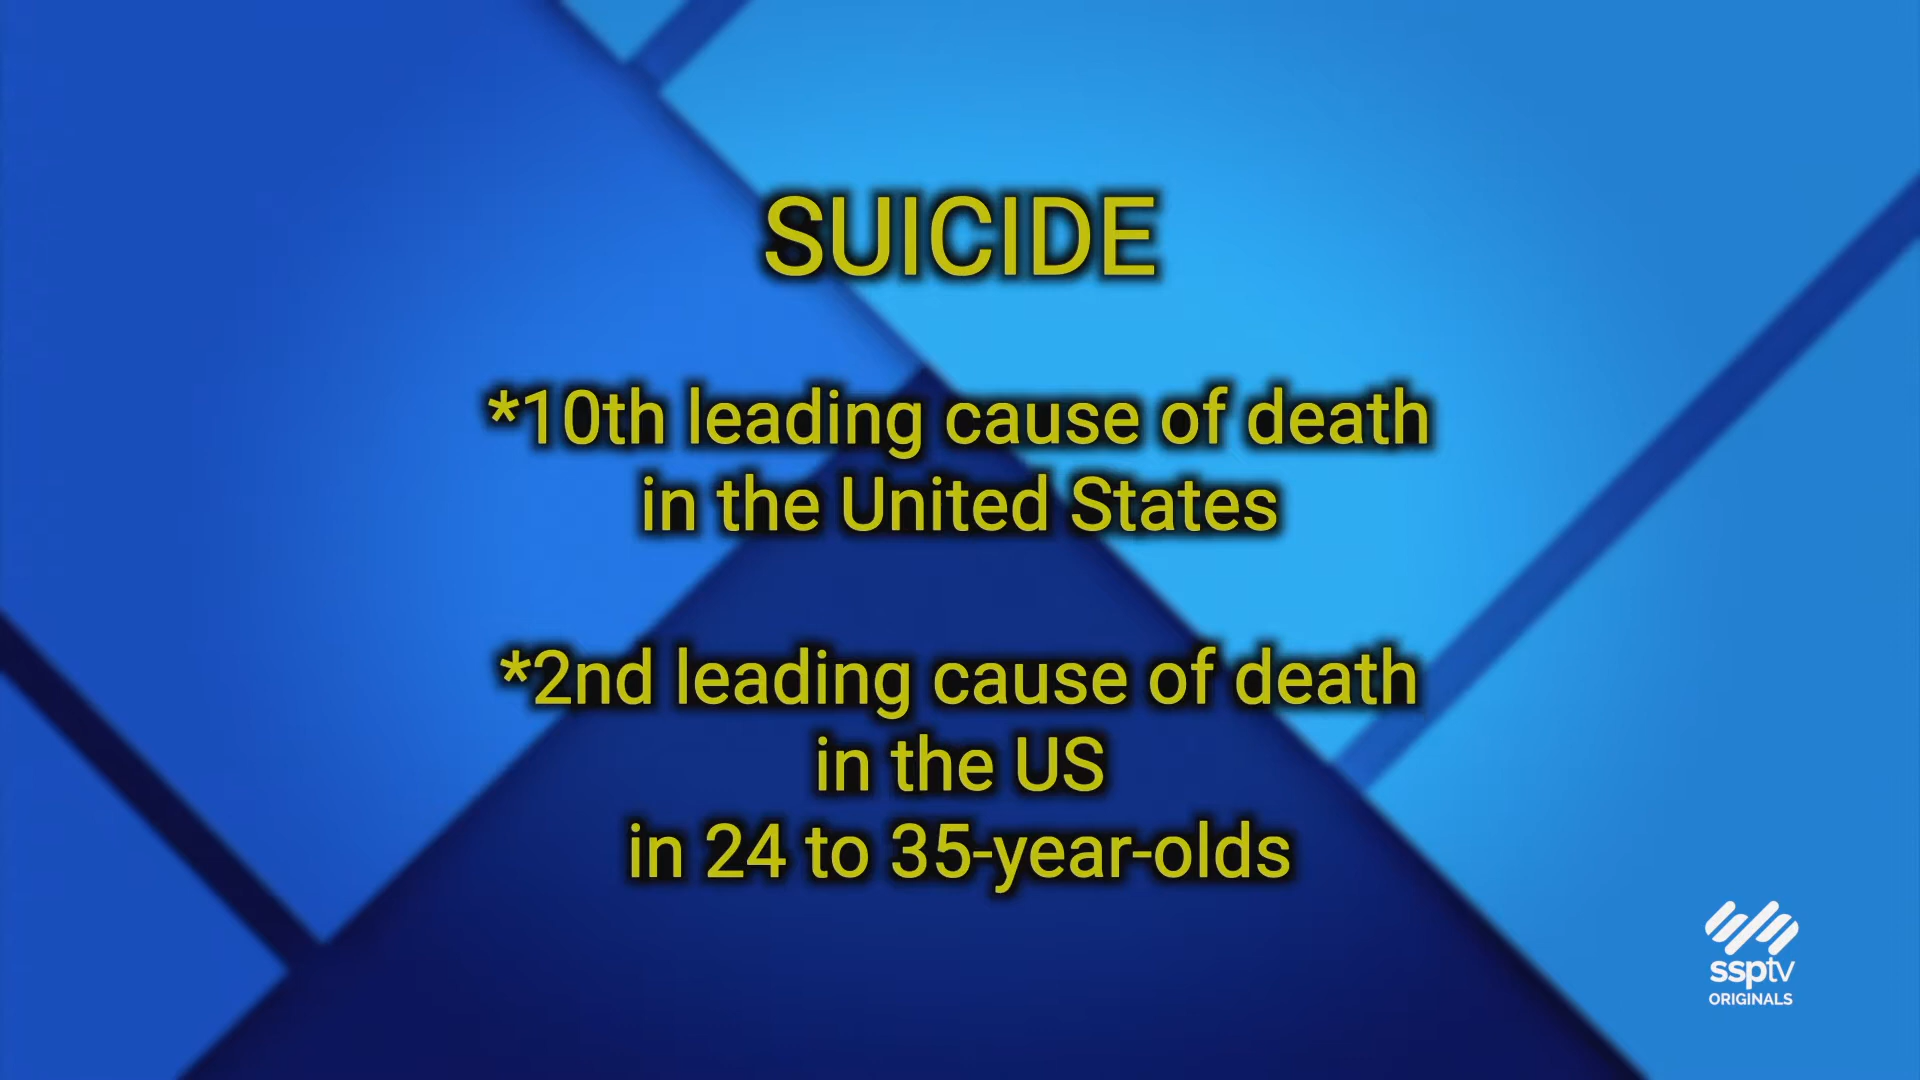 SUICIDE
*10th leading cause of death
in the United States
*2nd leading cause of death
in the US
in 24 to 35-year-olds
ssptv
ORIGINALS